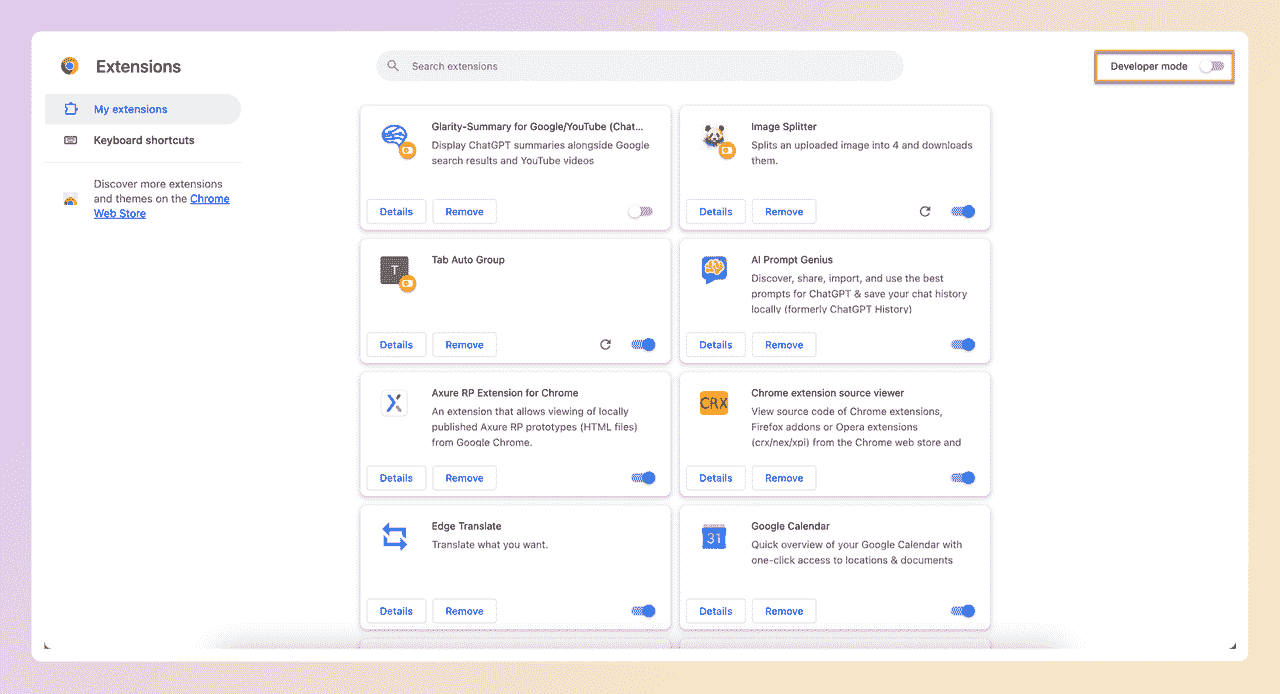 Extensions
Search extensions
Developer mode
My extensions
Keyboard shortcuts
Discover more extensions
and themes on the Chrome
Web Store
Glarity-Summary for Google/YouTube (Chat...
Display ChatGPT summaries alongside Google
search results and YouTube videos
Details
Remove
Image Splitter
Splits an uploaded image into 4 and downloads
them.
Details
Remove
T
Tab Auto Group
Details
Remove
AI Prompt Genius
Discover, share, import, and use the best
prompts for ChatGPT & save your chat history
locally (formerly ChatGPT History)
Details
Remove
X
Axure RP Extension for Chrome
An extension that allows viewing of locally
published Axure RP prototypes (HTML files)
from Google Chrome.
Details
Remove
CRX
Chrome extension source viewer
View source code of Chrome extensions,
Firefox addons or Opera extensions
(crx/nex/xpi) from the Chrome web store and
Details
Remove
Edge Translate
Translate what you want.
Details
Remove
31
Google Calendar
Quick overview of your Google Calendar with
one-click access to locations & documents
Details
Remove